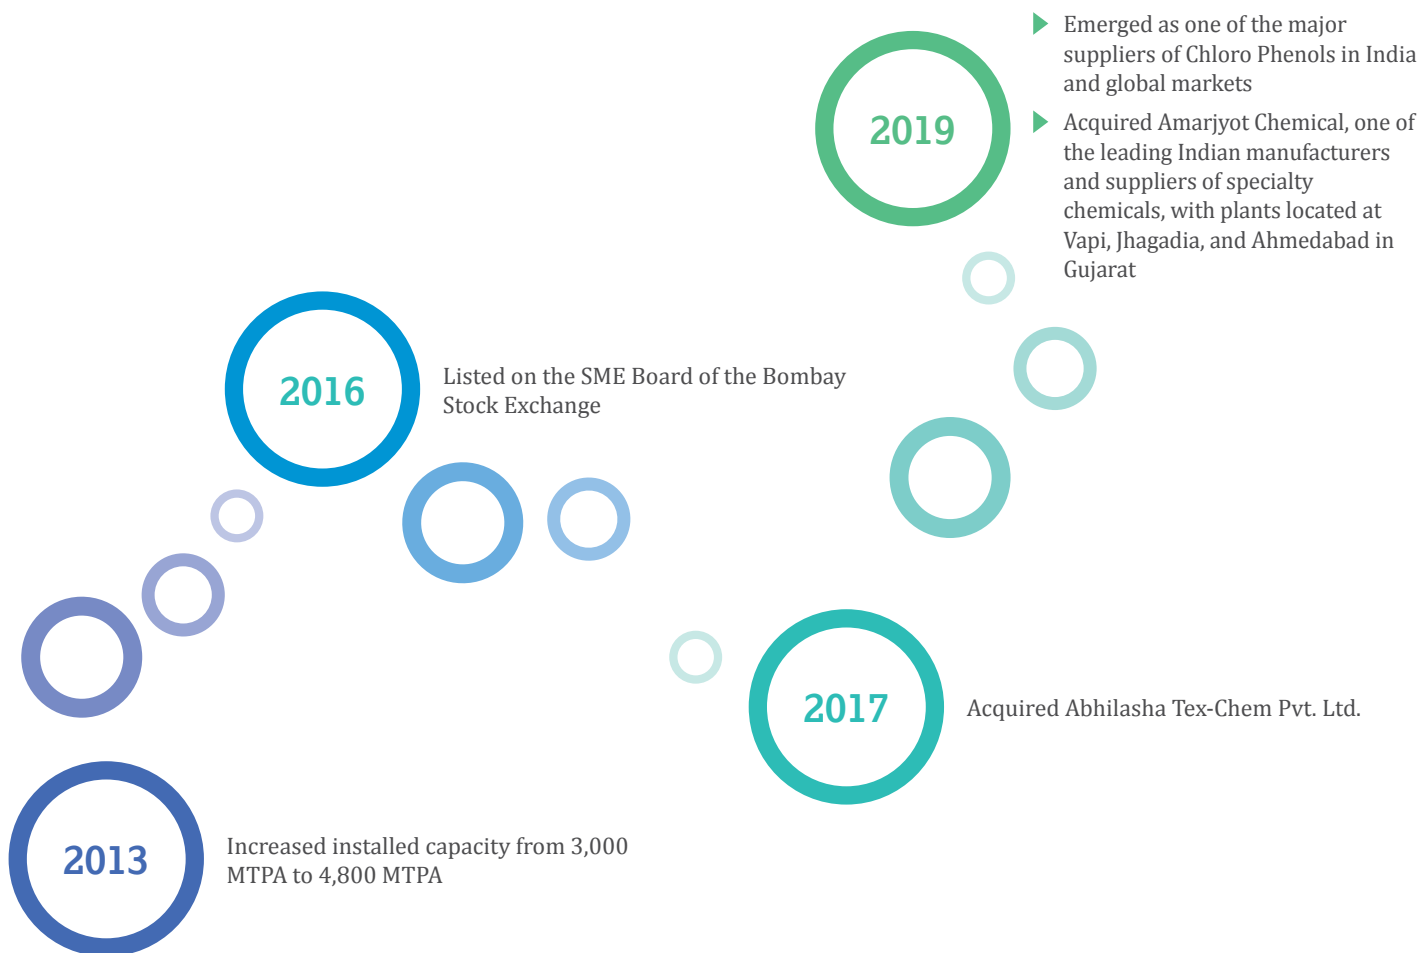 2019
Emerged as one of the major
suppliers of Chloro Phenols in India
and global markets
Acquired Amarjyot Chemical, one of
the leading Indian manufacturers
and suppliers of specialty
chemicals, with plants located at
Vapi, Jhagadia, and Ahmedabad in
Gujarat
2016
Listed on the SME Board of the Bombay
Stock Exchange
2017
Acquired Abhilasha Tex-Chem Pvt. Ltd.
2013
Increased installed capacity from 3,000
MTPA to 4,800 MTPA